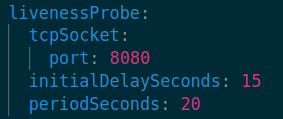 livenessProbe:
  tcpSocket:
    port: 8080
  initialDelaySeconds: 15
  periodSeconds: 20